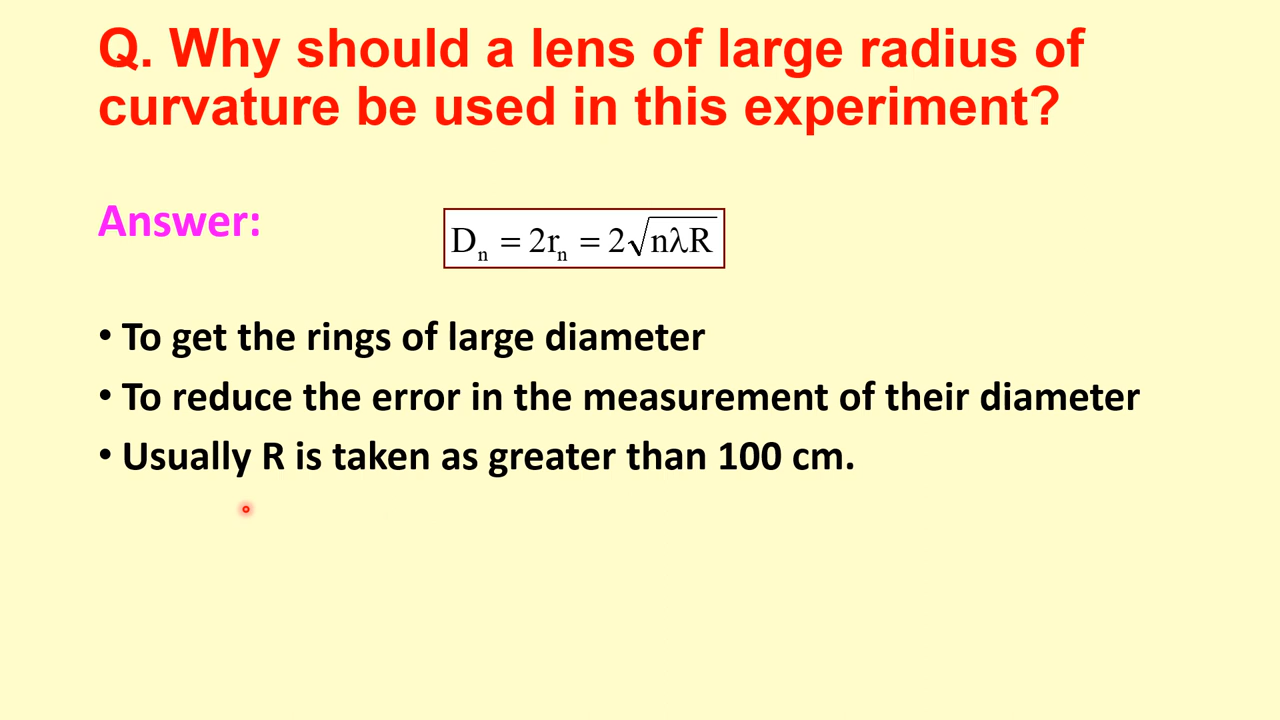 Q. Why should a lens of large radius of
curvature be used in this experiment?
Answer:
Dₙ = 2rₙ = 2√nλR
• To get the rings of large diameter
• To reduce the error in the measurement of their diameter
• Usually R is taken as greater than 100 cm.